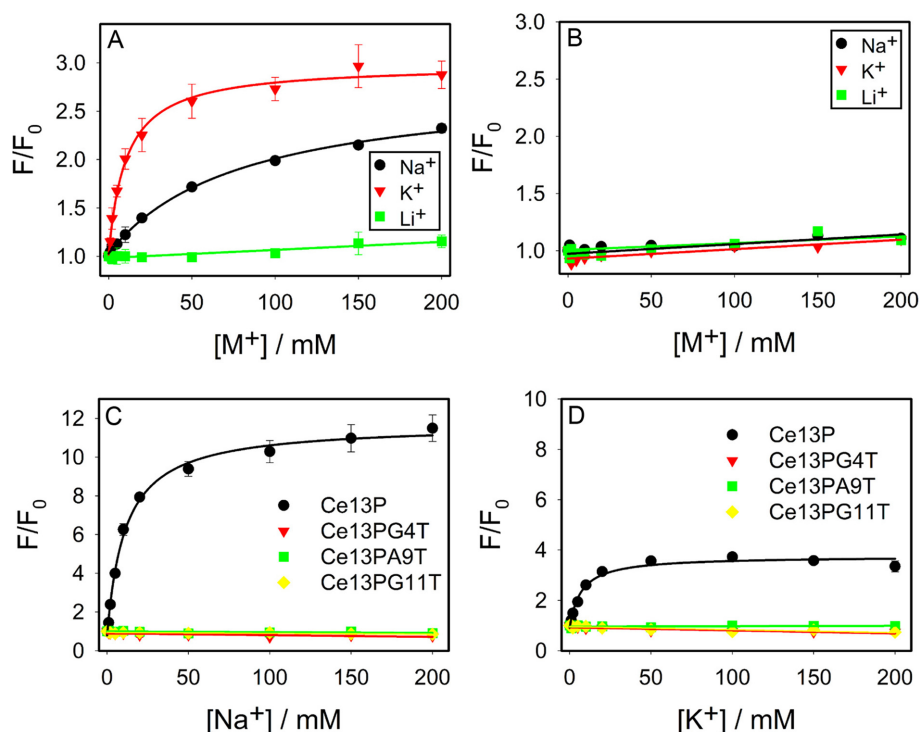 A
3.0
2.5
2.0
1.5
1.0
F/F0
Na+
K+
Li+
0 50 100 150 200
[M+] / mM
B
3.0
2.5
2.0
1.5
1.0
F/F0
Na+
K+
Li+
0 50 100 150 200
[M+] / mM
C
12
10
8
6
4
2
0
F/F0
Ce13P
Ce13PG4T
Ce13PA9T
Ce13PG11T
0 50 100 150 200
[Na+] / mM
D
10
8
6
4
2
0
F/F0
Ce13P
Ce13PG4T
Ce13PA9T
Ce13PG11T
0 50 100 150 200
[K+] / mM